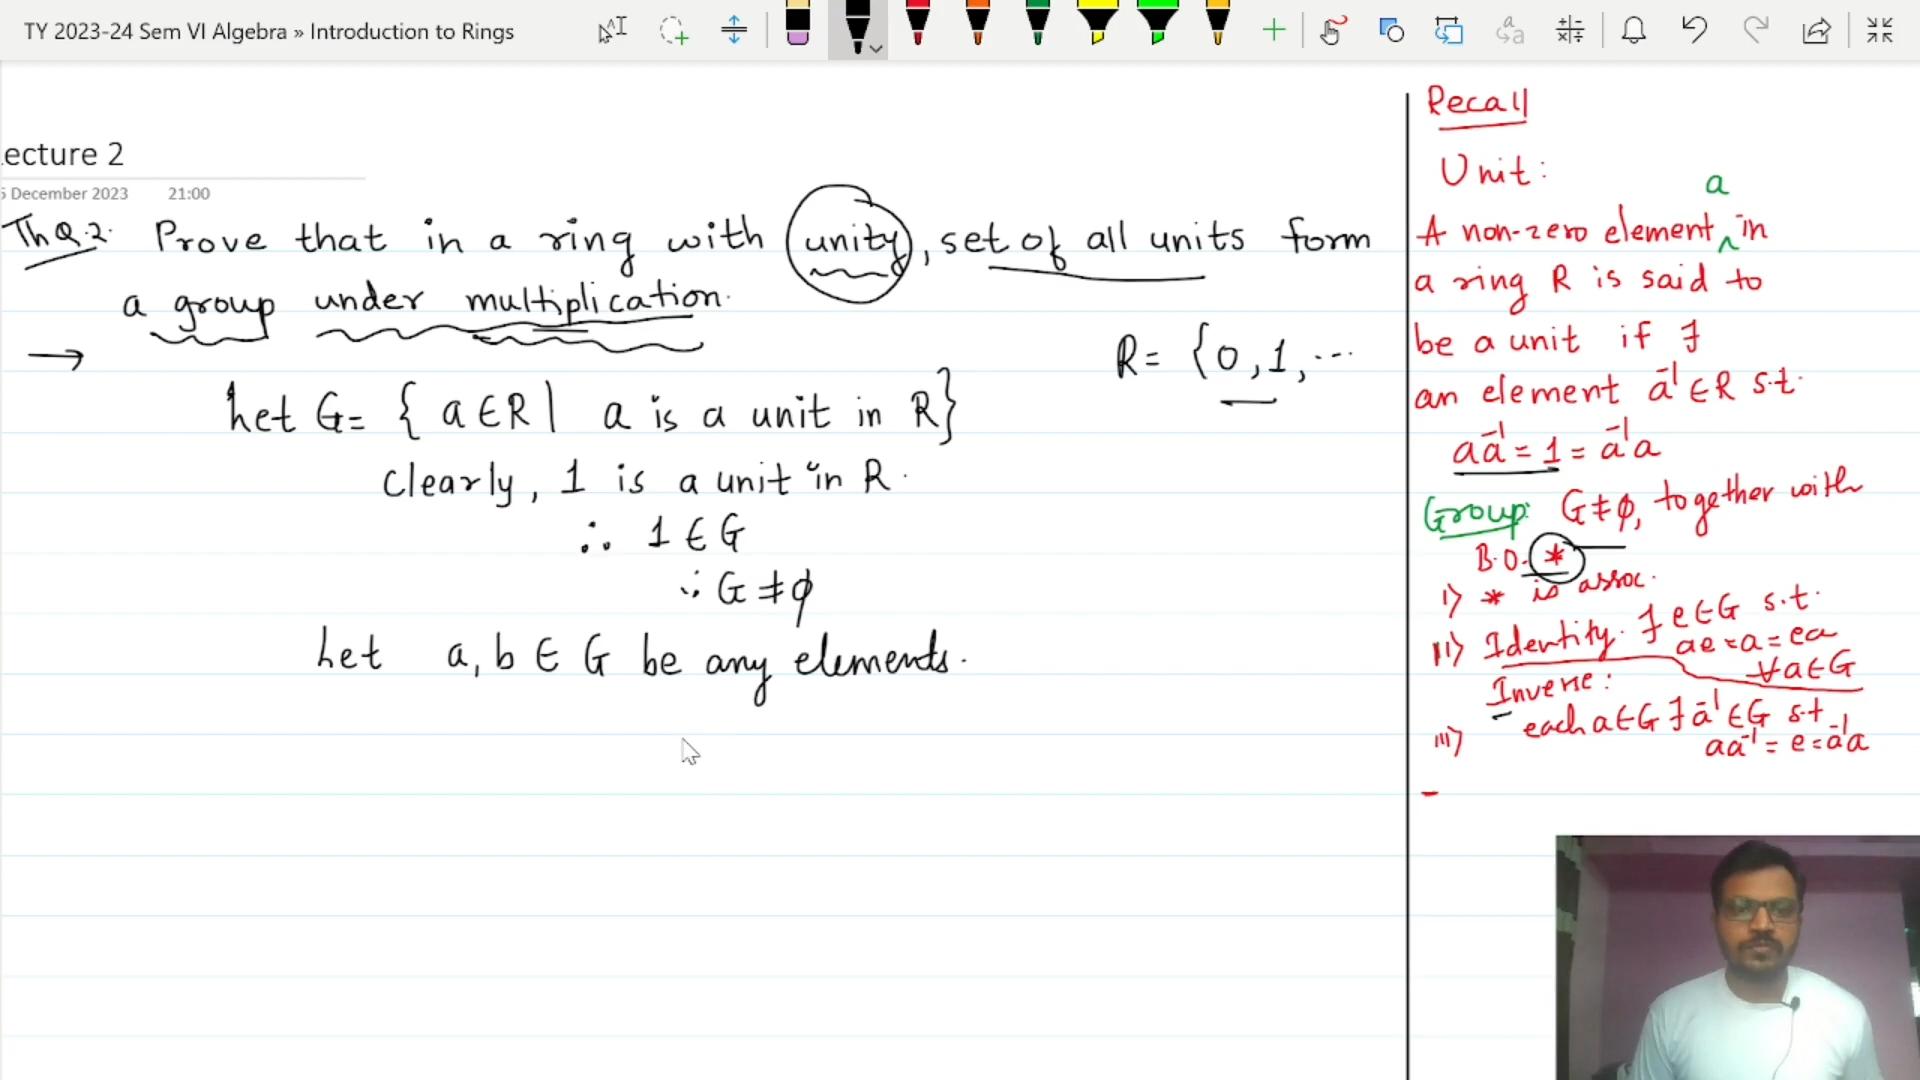 TY 2023-24 Sem VI Algebra » Introduction to Rings
ecture 2
5 December 2023 21:00
Th Q.2. Prove that in a ring with unity, set of all units form
a group under multiplication.
→
R= {0,1,...
Let G= { a∈R | a is a unit in R}
Clearly, 1 is a unit in R.
∴ 1 ∈ G
∴ G ≠ φ
Let a, b ∈ G be any elements.
Recall
Unit:
A non-zero element a in
a ring R is said to
be a unit if ∃
an element a⁻¹ ∈ R s.t.
aa⁻¹ = 1 = a⁻¹a
Group: G≠φ, together with
B.O. *
i) * is assoc.
ii) Identity. ∃ e∈G s.t.
ae=a=ea
∀a∈G
Inverse:
iii) each a∈G ∃ a⁻¹∈G s.t
aa⁻¹ = e = a⁻¹a